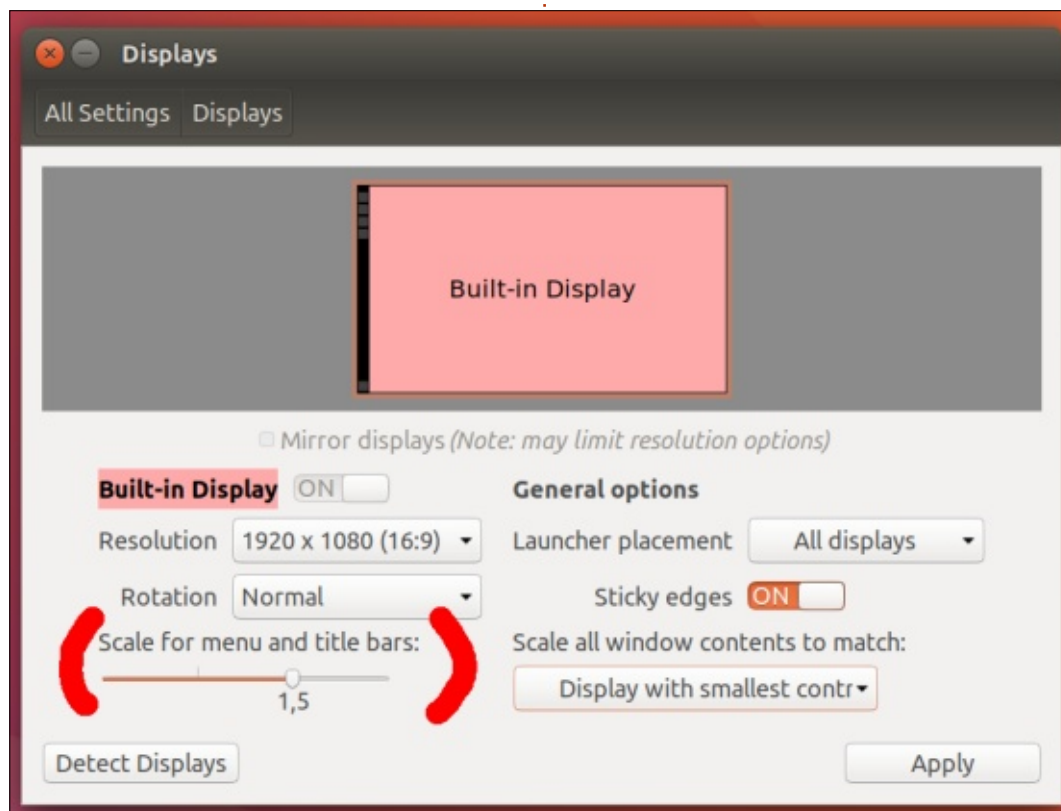 Displays
All Settings Displays
Built-in Display
Mirror displays (Note: may limit resolution options)
Built-in Display ON General options
Resolution 1920 x 1080 (16:9) Launcher placement All displays
Rotation Normal Sticky edges ON
Scale for menu and title bars: Scale all window contents to match:
1,5 Display with smallest contr
Detect Displays Apply